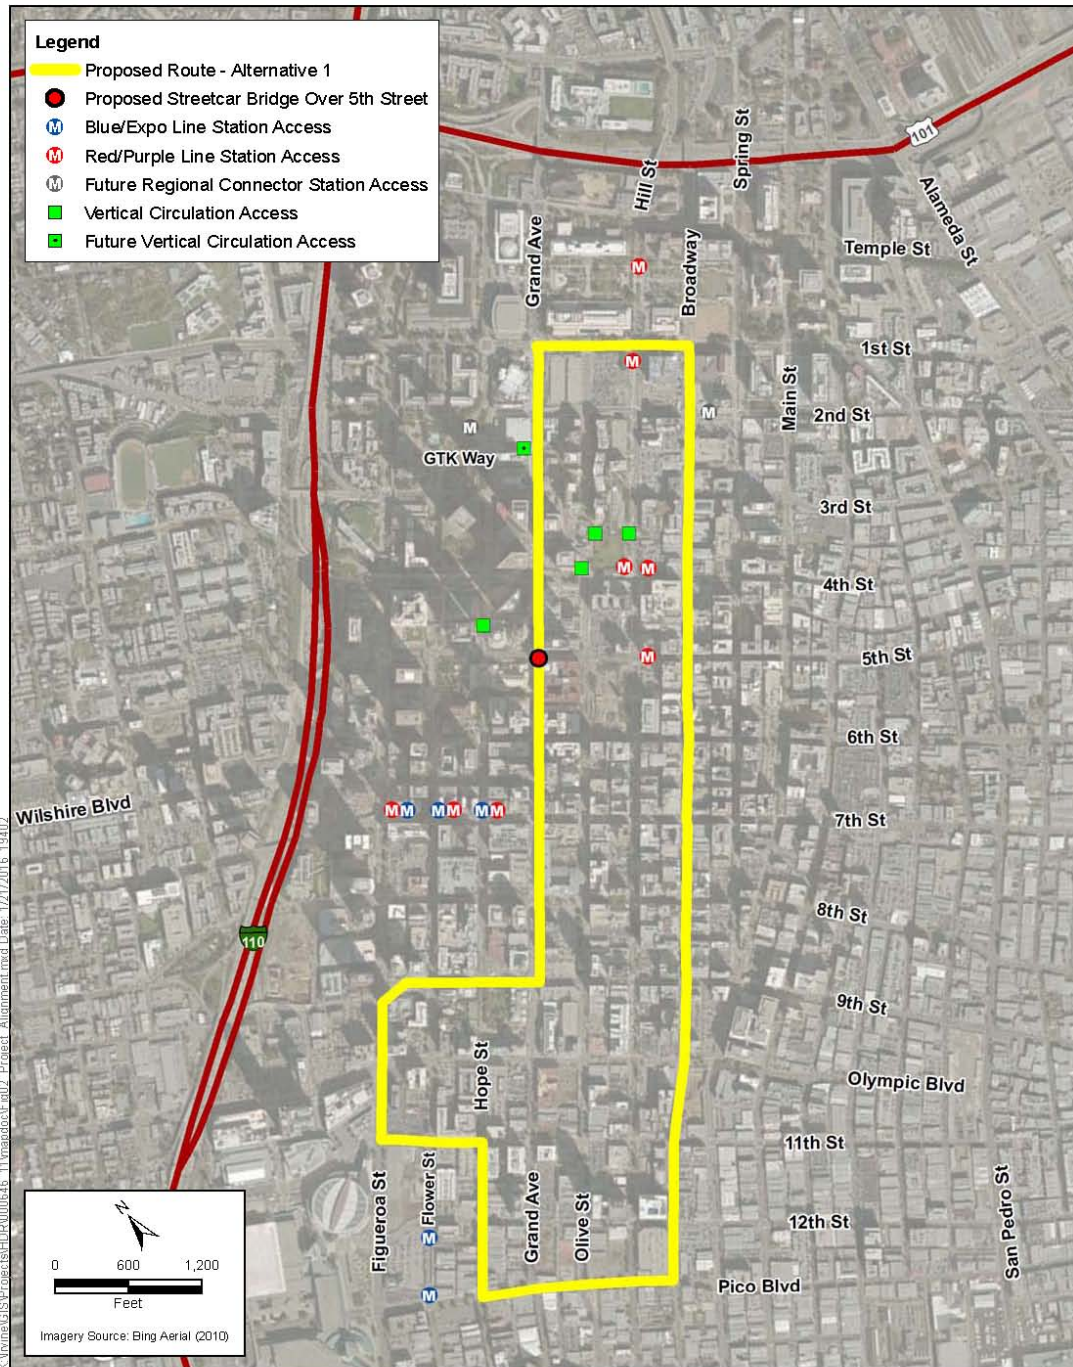 Legend
Proposed Route - Alternative 1
Proposed Streetcar Bridge Over 5th Street
M Blue/Expo Line Station Access
M Red/Purple Line Station Access
M Future Regional Connector Station Access
Vertical Circulation Access
Future Vertical Circulation Access
101
Spring St
Hill St
Alameda St
Grand Ave
Broadway
Temple St
M
1st St
M
Main St
M
2nd St
M
GTK Way
3rd St
H
M M
4th St
5th St
M
6th St
Wilshire Blvd
M M M M M M
7th St
8th St
110
9th St
Hope St
Olympic Blvd
11th St
Figueroa St
Flower St
Grand Ave
Olive St
12th St
San Pedro St
M
Pico Blvd
M
N
0 600 1,200
Feet
Imagery Source: Bing Aerial (2010)